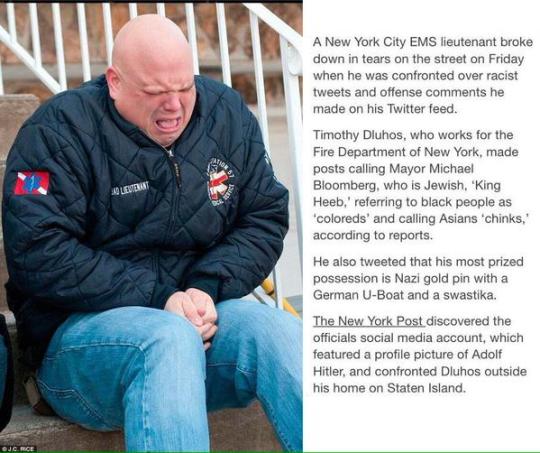 A New York City EMS lieutenant broke
down in tears on the street on Friday
when he was confronted over racist
tweets and offense comments he
made on his Twitter feed.
Timothy Dluhos, who works for the
Fire Department of New York, made
posts calling Mayor Michael
Bloomberg, who is Jewish, ‘King
Heeb,’ referring to black people as
‘coloreds’ and calling Asians ‘chinks,’
according to reports.
He also tweeted that his most prized
possession is Nazi gold pin with a
German U-Boat and a swastika.
The New York Post discovered the
officials social media account, which
featured a profile picture of Adolf
Hitler, and confronted Dluhos outside
his home on Staten Island.
LIEUTENANT
STATION 57
© J.C. RICE